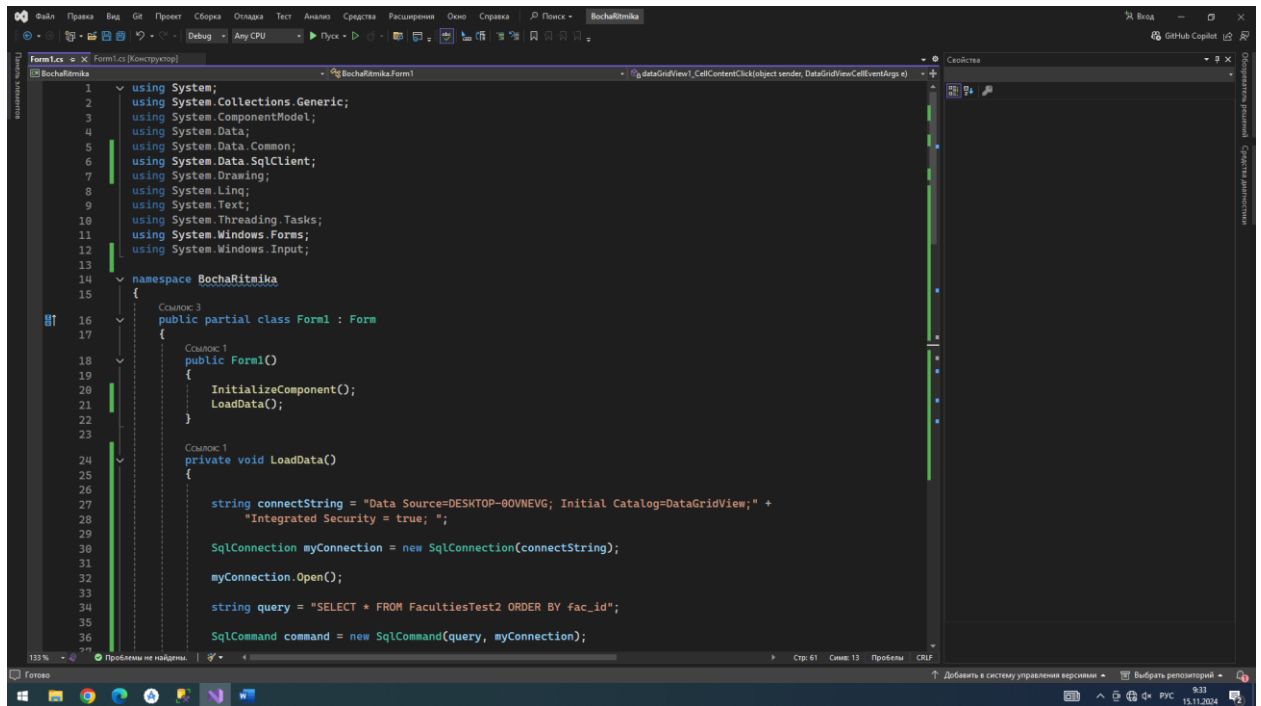 Файл Правка Вид Git Проект Сборка Отладка Тест Анализ Средства Расширения Окно Справка Поиск BochaRitmika Вход
Debug Any CPU Пуск GitHub Copilot
Form1.cs Form1.cs [Конструктор] Свойства
BochaRitmika BochaRitmika.Form1 dataGridView1_CellContentClick(object sender, DataGridViewCellEventArgs e)
Панель элементов
Обозреватель решений
Средства диагностики
1 using System;
2 using System.Collections.Generic;
3 using System.ComponentModel;
4 using System.Data;
5 using System.Data.Common;
6 using System.Data.SqlClient;
7 using System.Drawing;
8 using System.Linq;
9 using System.Text;
10 using System.Threading.Tasks;
11 using System.Windows.Forms;
12 using System.Windows.Input;
13
14 namespace BochaRitmika
15 {
Ссылок: 3
16 public partial class Form1 : Form
17 {
Ссылок: 1
18 public Form1()
19 {
20 InitializeComponent();
21 LoadData();
22 }
23
Ссылок: 1
24 private void LoadData()
25 {
26
27 string connectString = "Data Source=DESKTOP-0OVNEVG; Initial Catalog=DataGridView;" +
28 "Integrated Security = true; ";
29
30 SqlConnection myConnection = new SqlConnection(connectString);
31
32 myConnection.Open();
33
34 string query = "SELECT * FROM FacultiesTest2 ORDER BY fac_id";
35
36 SqlCommand command = new SqlCommand(query, myConnection);
37
133 % Проблемы не найдены. Стр: 61 Симв: 13 Пробелы CRLF
Готово Добавить в систему управления версиями Выбрать репозиторий
РУС 9:33
15.11.2024